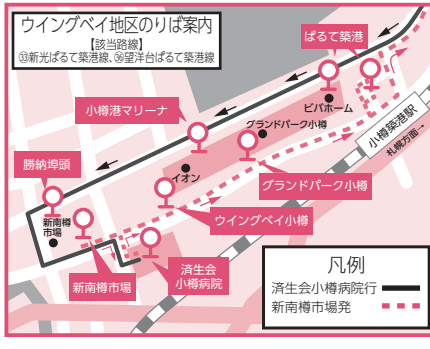 ウイングベイ地区のりば案内
【該当路線】
㉝新光ぱるて築港線、㊱望洋台ぱるて築港線
ぱるて築港
小樽港マリーナ
ビバホーム
グランドパーク小樽
小樽築港駅
札幌方面→
勝納埠頭
イオン
グランドパーク小樽
新南樽
市場
ウイングベイ小樽
新南樽市場
済生会
小樽病院
凡例
済生会小樽病院行
新南樽市場発